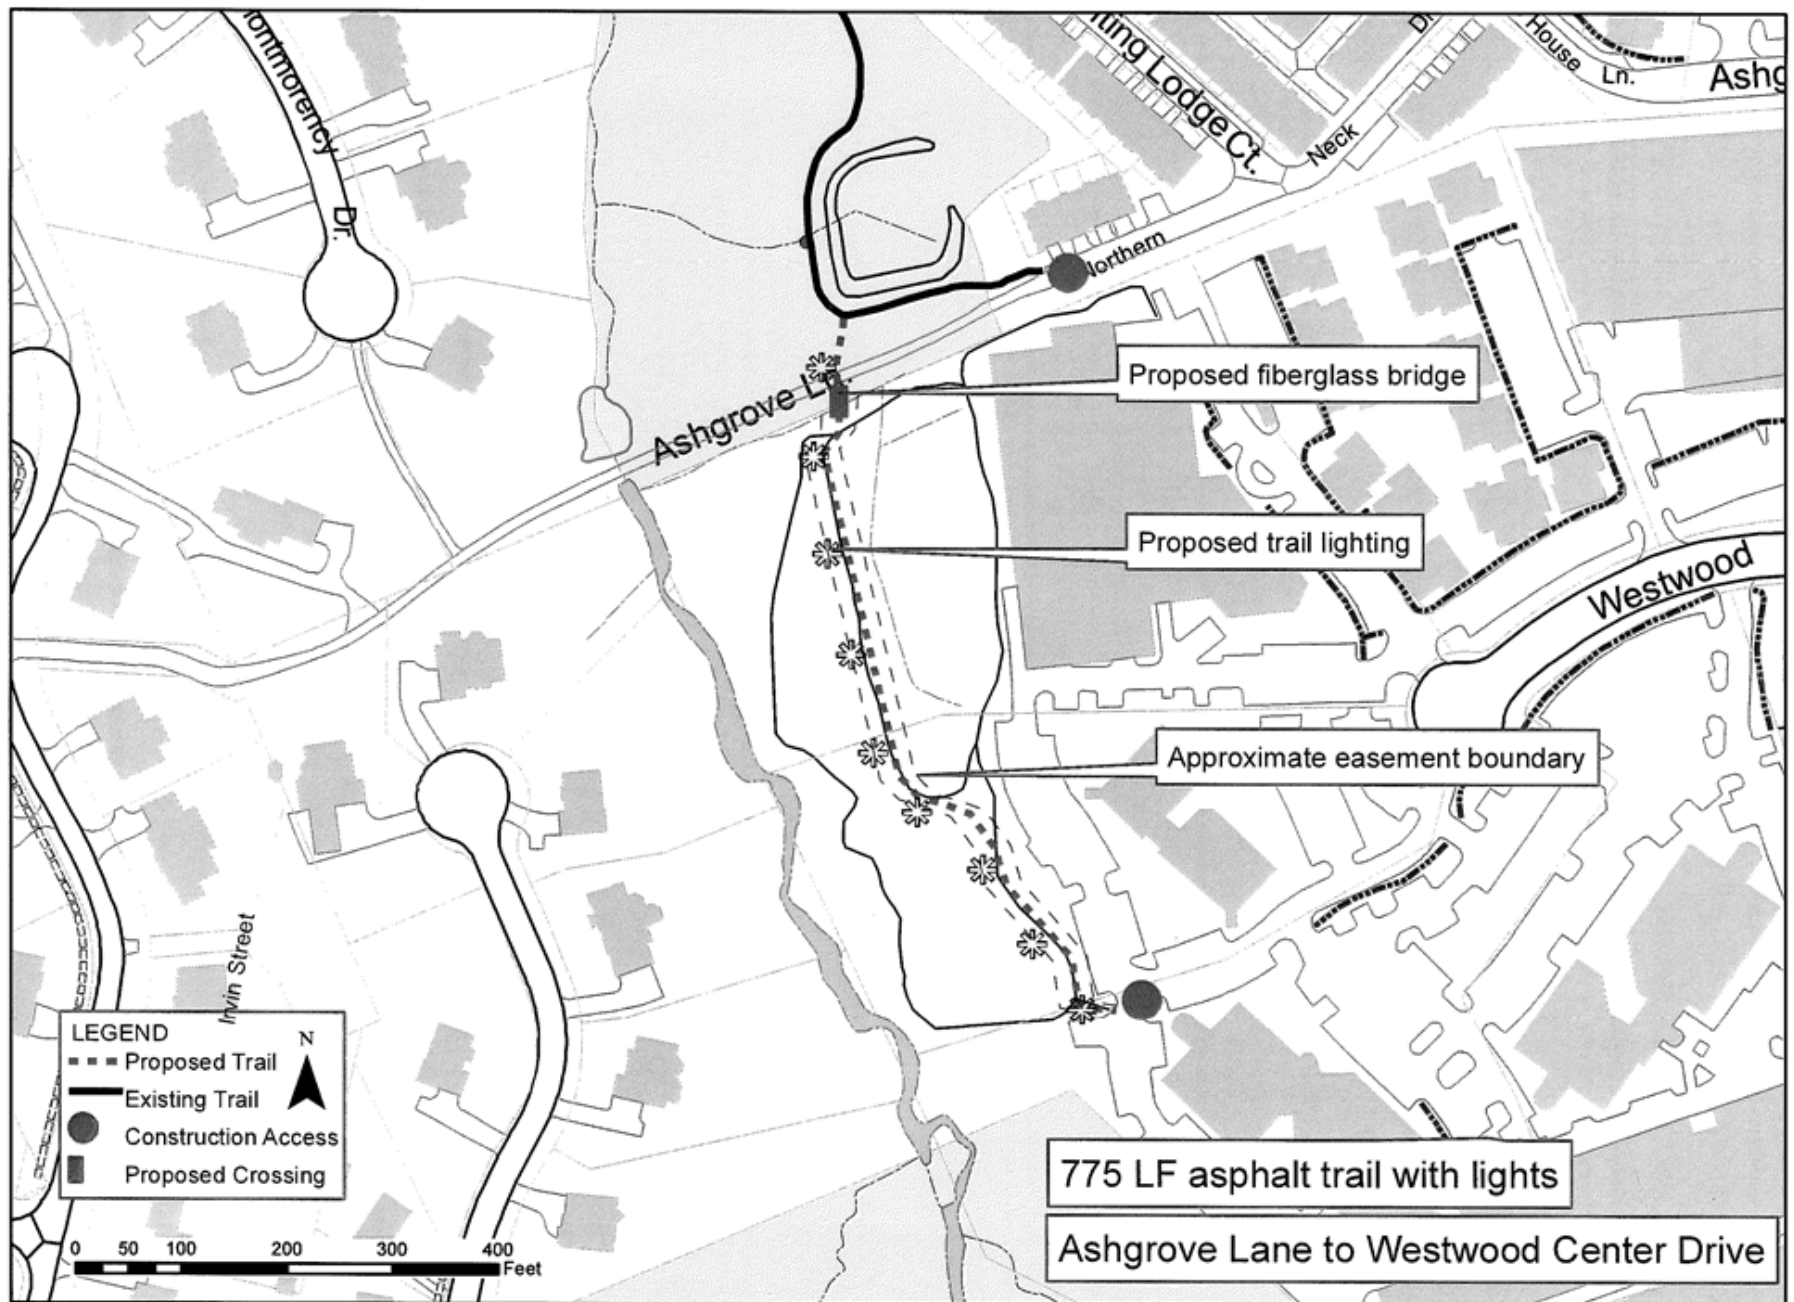 ontmorency
Dr.
nting Lodge Ct.
Neck
House
Ln.
Ashg
Northern
Ashgrove
Proposed fiberglass bridge
Proposed trail lighting
Westwood
Approximate easement boundary
Irvin Street
LEGEND
N
Proposed Trail
Existing Trail
Construction Access
Proposed Crossing
0 50 100 200 300 400
Feet
775 LF asphalt trail with lights
Ashgrove Lane to Westwood Center Drive